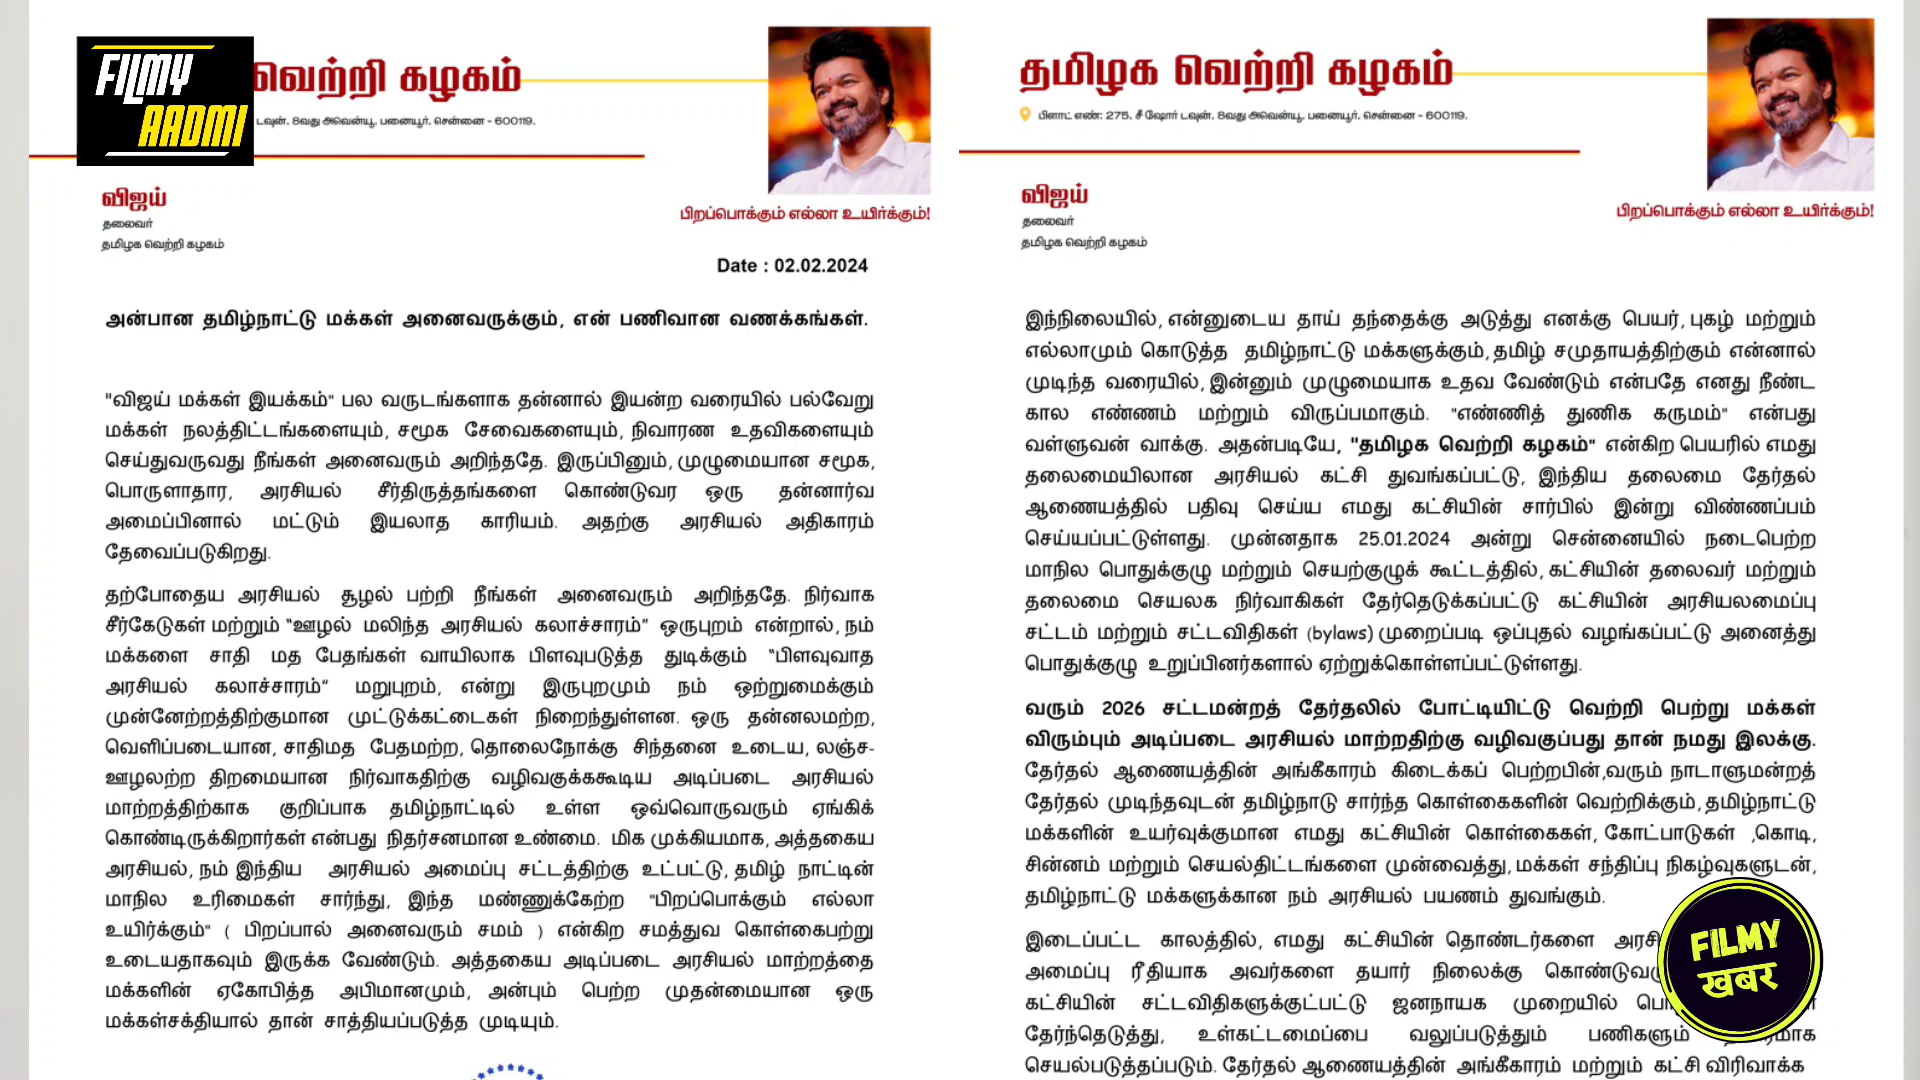 FILMY
AADMI
வெற்றி கழகம்
டவுன், 8வது அவென்யூ, பனையூர், சென்னை - 600119.
விஜய்
தலைவர்
தமிழக வெற்றி கழகம்
பிறப்பொக்கும் எல்லா உயிர்க்கும்!
Date : 02.02.2024
அன்பான தமிழ்நாட்டு மக்கள் அனைவருக்கும், என் பணிவான வணக்கங்கள்.
"விஜய் மக்கள் இயக்கம்" பல வருடங்களாக தன்னால் இயன்ற வரையில் பல்வேறு
மக்கள் நலத்திட்டங்களையும், சமூக சேவைகளையும், நிவாரண உதவிகளையும்
செய்துவருவது நீங்கள் அனைவரும் அறிந்ததே. இருப்பினும், முழுமையான சமூக,
பொருளாதார, அரசியல் சீர்திருத்தங்களை கொண்டுவர ஒரு தன்னார்வ
அமைப்பினால் மட்டும் இயலாத காரியம். அதற்கு அரசியல் அதிகாரம்
தேவைப்படுகிறது.
தற்போதைய அரசியல் சூழல் பற்றி நீங்கள் அனைவரும் அறிந்ததே. நிர்வாக
சீர்கேடுகள் மற்றும் "ஊழல் மலிந்த அரசியல் கலாச்சாரம்" ஒருபுறம் என்றால், நம்
மக்களை சாதி மத பேதங்கள் வாயிலாக பிளவுபடுத்த துடிக்கும் "பிளவுவாத
அரசியல் கலாச்சாரம்" மறுபுறம், என்று இருபுறமும் நம் ஒற்றுமைக்கும்
முன்னேற்றத்திற்குமான முட்டுக்கட்டைகள் நிறைந்துள்ளன. ஒரு தன்னலமற்ற,
வெளிப்படையான, சாதிமத பேதமற்ற, தொலைநோக்கு சிந்தனை உடைய, லஞ்ச-
ஊழலற்ற திறமையான நிர்வாகதிற்கு வழிவகுக்ககூடிய அடிப்படை அரசியல்
மாற்றத்திற்காக குறிப்பாக தமிழ்நாட்டில் உள்ள ஒவ்வொருவரும் ஏங்கிக்
கொண்டிருக்கிறார்கள் என்பது நிதர்சனமான உண்மை. மிக முக்கியமாக, அத்தகைய
அரசியல், நம் இந்திய அரசியல் அமைப்பு சட்டத்திற்கு உட்பட்டு, தமிழ் நாட்டின்
மாநில உரிமைகள் சார்ந்து, இந்த மண்ணுக்கேற்ற "பிறப்பொக்கும் எல்லா
உயிர்க்கும்" ( பிறப்பால் அனைவரும் சமம் ) என்கிற சமத்துவ கொள்கைபற்று
உடையதாகவும் இருக்க வேண்டும். அத்தகைய அடிப்படை அரசியல் மாற்றத்தை
மக்களின் ஏகோபித்த அபிமானமும், அன்பும் பெற்ற முதன்மையான ஒரு
மக்கள்சக்தியால் தான் சாத்தியப்படுத்த முடியும்.
தமிழக வெற்றி கழகம்
பிளாட் எண்: 275, சீ ஷோர் டவுன், 8வது அவென்யூ, பனையூர், சென்னை - 600119.
விஜய்
தலைவர்
தமிழக வெற்றி கழகம்
பிறப்பொக்கும் எல்லா உயிர்க்கும்!
இந்நிலையில், என்னுடைய தாய் தந்தைக்கு அடுத்து எனக்கு பெயர், புகழ் மற்றும்
எல்லாமும் கொடுத்த தமிழ்நாட்டு மக்களுக்கும், தமிழ் சமுதாயத்திற்கும் என்னால்
முடிந்த வரையில், இன்னும் முழுமையாக உதவ வேண்டும் என்பதே எனது நீண்ட
கால எண்ணம் மற்றும் விருப்பமாகும். "எண்ணித் துணிக கருமம்" என்பது
வள்ளுவன் வாக்கு. அதன்படியே, "தமிழக வெற்றி கழகம்" என்கிற பெயரில் எமது
தலைமையிலான அரசியல் கட்சி துவங்கப்பட்டு, இந்திய தலைமை தேர்தல்
ஆணையத்தில் பதிவு செய்ய எமது கட்சியின் சார்பில் இன்று விண்ணப்பம்
செய்யப்பட்டுள்ளது. முன்னதாக 25.01.2024 அன்று சென்னையில் நடைபெற்ற
மாநில பொதுக்குழு மற்றும் செயற்குழுக் கூட்டத்தில், கட்சியின் தலைவர் மற்றும்
தலைமை செயலக நிர்வாகிகள் தேர்தெடுக்கப்பட்டு கட்சியின் அரசியலமைப்பு
சட்டம் மற்றும் சட்டவிதிகள் (bylaws) முறைப்படி ஒப்புதல் வழங்கப்பட்டு அனைத்து
பொதுக்குழு உறுப்பினர்களால் ஏற்றுக்கொள்ளப்பட்டுள்ளது.
வரும் 2026 சட்டமன்றத் தேர்தலில் போட்டியிட்டு வெற்றி பெற்று மக்கள்
விரும்பும் அடிப்படை அரசியல் மாற்றதிற்கு வழிவகுப்பது தான் நமது இலக்கு.
தேர்தல் ஆணையத்தின் அங்கீகாரம் கிடைக்கப் பெற்றபின்,வரும் நாடாளுமன்றத்
தேர்தல் முடிந்தவுடன் தமிழ்நாடு சார்ந்த கொள்கைகளின் வெற்றிக்கும், தமிழ்நாட்டு
மக்களின் உயர்வுக்குமான எமது கட்சியின் கொள்கைகள், கோட்பாடுகள் ,கொடி,
சின்னம் மற்றும் செயல்திட்டங்களை முன்வைத்து, மக்கள் சந்திப்பு நிகழ்வுகளுடன்,
தமிழ்நாட்டு மக்களுக்கான நம் அரசியல் பயணம் துவங்கும்.
இடைப்பட்ட காலத்தில், எமது கட்சியின் தொண்டர்களை
அமைப்பு ரீதியாக அவர்களை தயார் நிலைக்கு
கட்சியின் சட்டவிதிகளுக்குட்பட்டு ஜனநாயக முறையில்
தேர்ந்தெடுத்து, உள்கட்டமைப்பை வலுப்படுத்தும் பணிகளும்
செயல்படுத்தப்படும். தேர்தல் ஆணையத்தின் அங்கீகாரம் மற்றும் கட்சி விரிவாக்க
FILMY
खबर